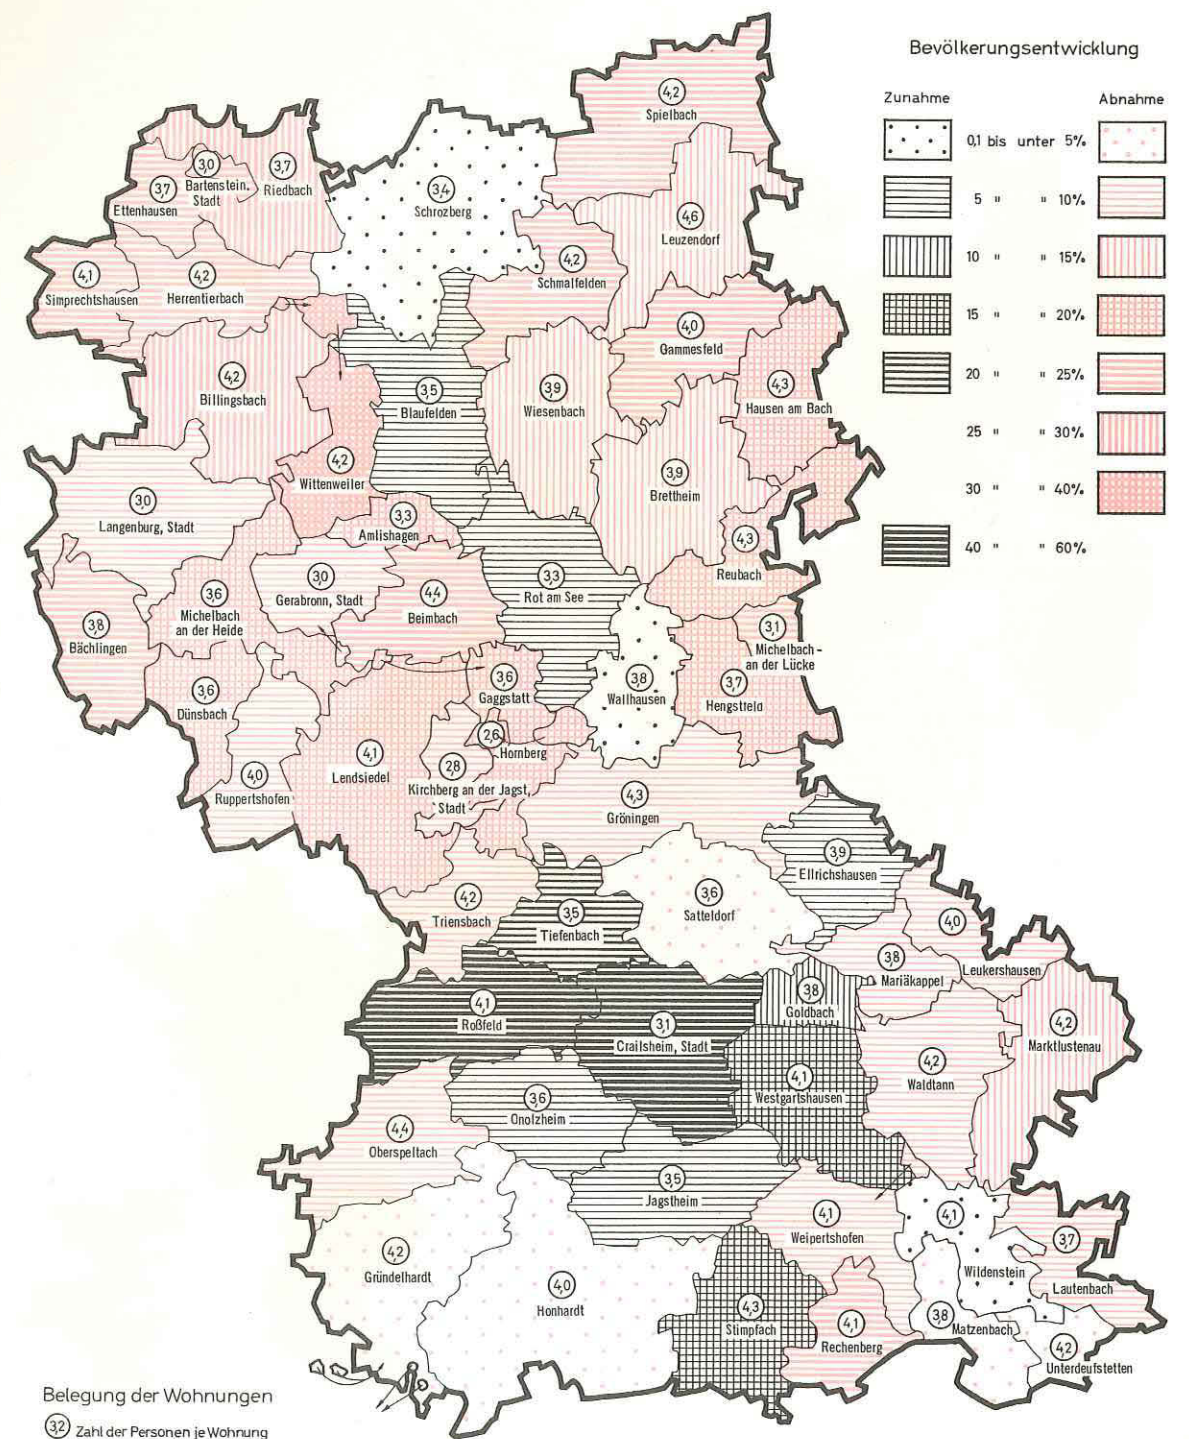 Bevölkerungsentwicklung
Zunahme Abnahme
0,1 bis unter 5%
5 " " 10%
10 " " 15%
15 " " 20%
20 " " 25%
25 " " 30%
30 " " 40%
40 " " 60%
4,2
Spielbach
3,0
Bartenstein,
Stadt
3,7
Riedbach
3,7
Ettenhausen
3,4
Schrozberg
4,6
Leuzendorf
4,1
Simprechtshausen
4,2
Herrentierbach
4,2
Schmalfelden
4,0
Gammesfeld
4,2
Billingsbach
3,5
Blaufelden
3,9
Wiesenbach
4,3
Hausen am Bach
4,2
Wittenweiler
3,9
Brettheim
3,0
Langenburg, Stadt
3,3
Amlishagen
4,3
Reubach
3,0
Gerabronn, Stadt
4,4
Beimbach
3,3
Rot am See
3,6
Michelbach
an der Heide
3,8
Bächlingen
3,1
Michelbach -
an der Lücke
3,6
Dünsbach
3,6
Gaggstatt
3,8
Wallhausen
3,7
Hengstfeld
2,6
Hornberg
4,1
Lendsiedel
2,8
Kirchberg an der Jagst,
Stadt
4,0
Ruppertshofen
4,3
Gröningen
3,9
Ellrichshausen
4,2
Triensbach
3,5
Tiefenbach
3,6
Satteldorf
4,0
Leukershausen
3,8
Mariäkappel
3,8
Goldbach
4,1
Roßfeld
3,1
Crailsheim, Stadt
4,2
Marktlustenau
4,2
Waldtann
4,1
Westgartshausen
3,6
Onolzheim
4,4
Oberspeltach
3,5
Jagstheim
4,1
Weipertshofen
4,1
Wildenstein
3,7
Lautenbach
4,2
Gründelhardt
4,0
Honhardt
4,3
Stimpfach
4,1
Rechenberg
3,8
Matzenbach
4,2
Unterdeufstetten
Belegung der Wohnungen
3,2 Zahl der Personen je Wohnung